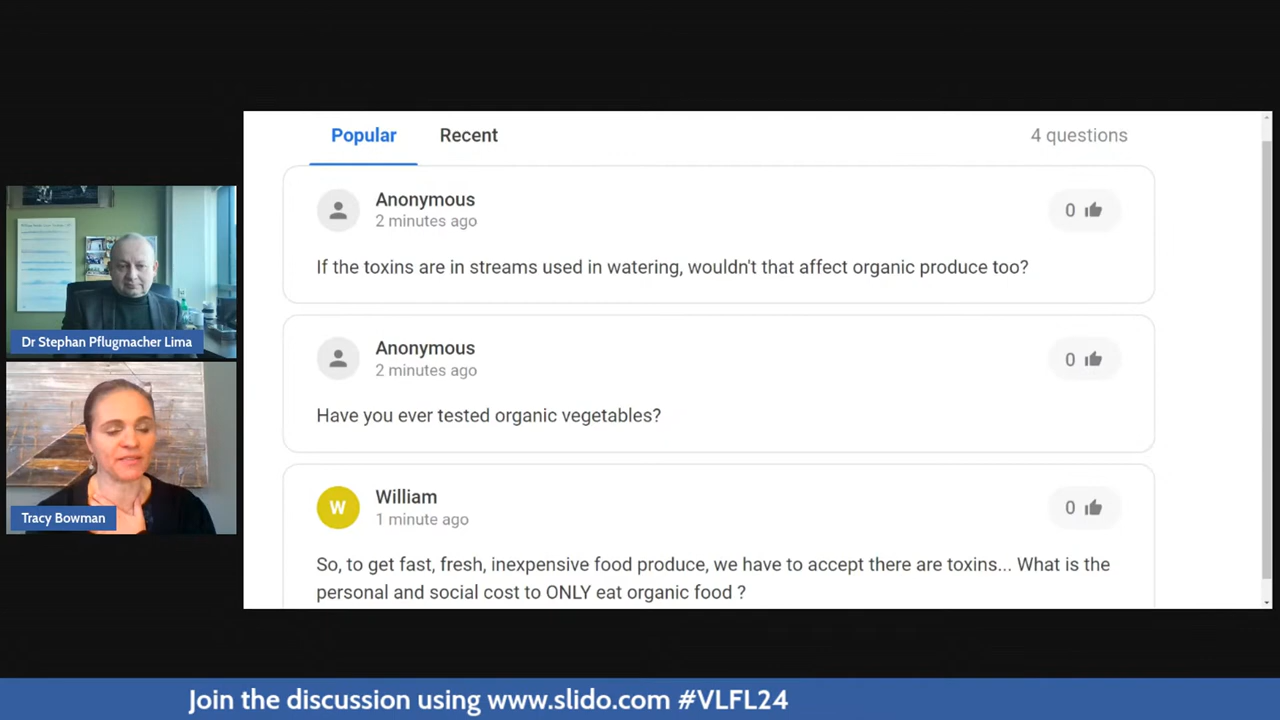 Popular
Recent
4 questions
Anonymous
2 minutes ago
0
If the toxins are in streams used in watering, wouldn't that affect organic produce too?
Anonymous
2 minutes ago
0
Have you ever tested organic vegetables?
W
William
1 minute ago
0
So, to get fast, fresh, inexpensive food produce, we have to accept there are toxins... What is the
personal and social cost to ONLY eat organic food ?
Dr Stephan Pflugmacher Lima
Tracy Bowman
Join the discussion using www.slido.com #VLFL24